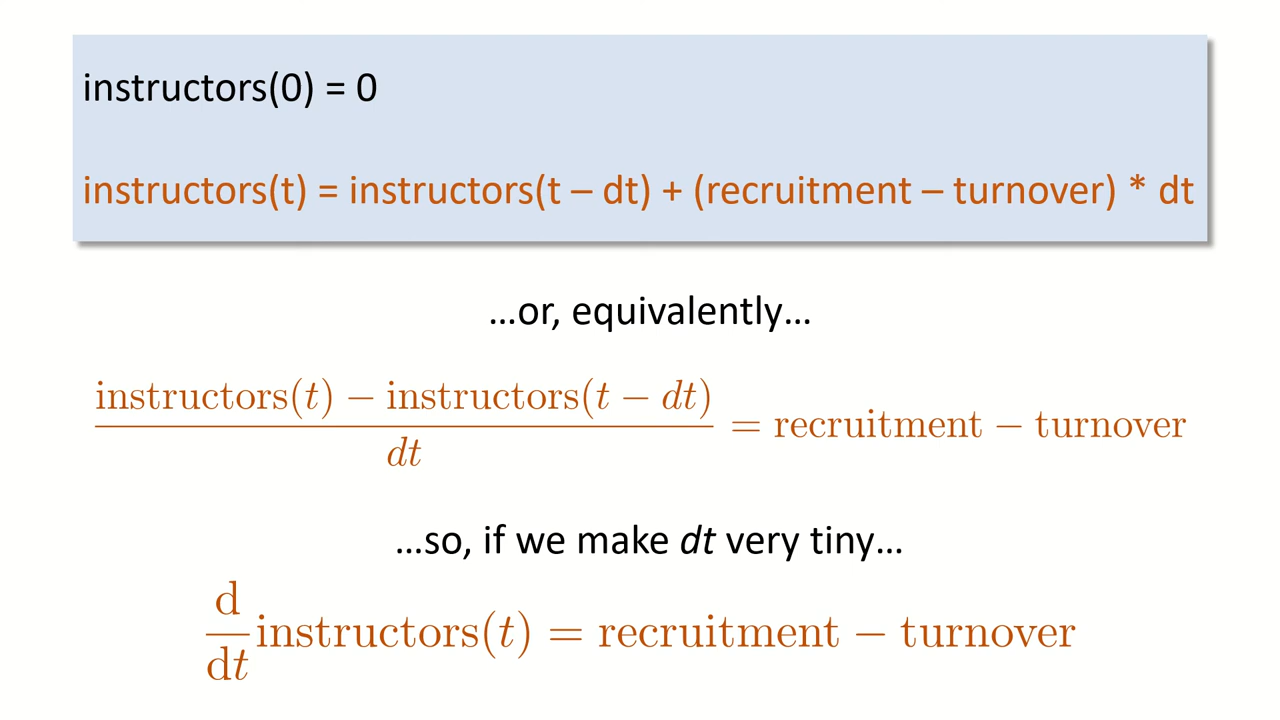 instructors(0) = 0
instructors(t) = instructors(t – dt) + (recruitment – turnover) * dt
…or, equivalently…
instructors(t) − instructors(t − dt)
dt
= recruitment − turnover
…so, if we make dt very tiny…
d
dt
instructors(t) = recruitment − turnover